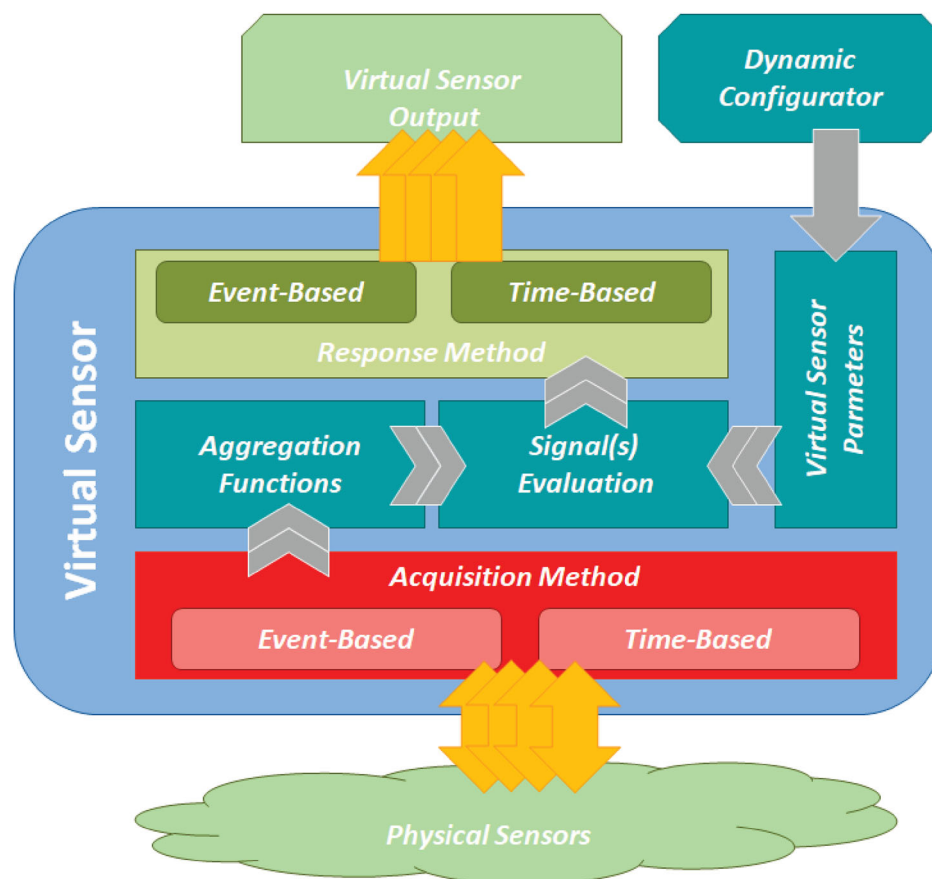 Virtual Sensor
Output
Dynamic
Configurator
Virtual Sensor
Event-Based
Time-Based
Response Method
Virtual Sensor
Parmeters
Aggregation
Functions
Signal(s)
Evaluation
Acquisition Method
Event-Based
Time-Based
Physical Sensors